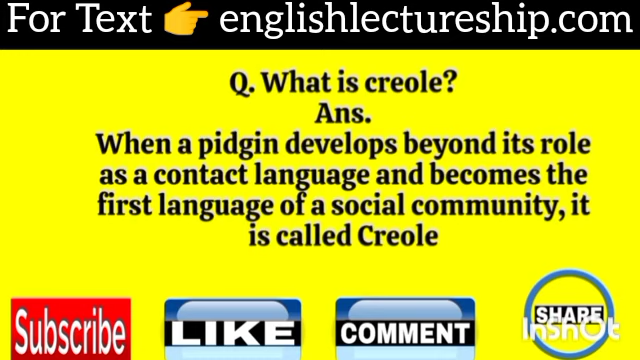 For Text 👉 englishlectureship.com
Q. What is creole?
Ans.
When a pidgin develops beyond its role
as a contact language and becomes the
first language of a social community, it
is called Creole
Subscribe
LIKE
COMMENT
SHARE
InShOt